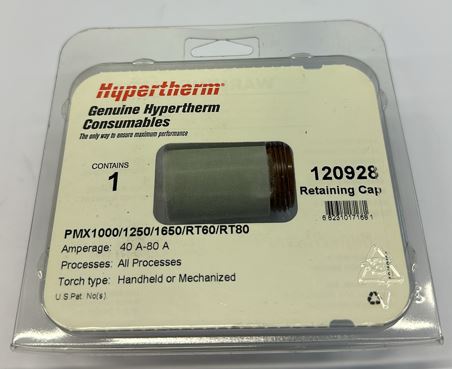 Hypertherm®
Genuine Hypertherm
Consumables
The only way to ensure maximum performance
CONTAINS
1
120928
Retaining Cap
PMX1000/1250/1650/RT60/RT80
Amperage: 40 A-80 A
Processes: All Processes
Torch type: Handheld or Mechanized
U.S.Pat. No(s).